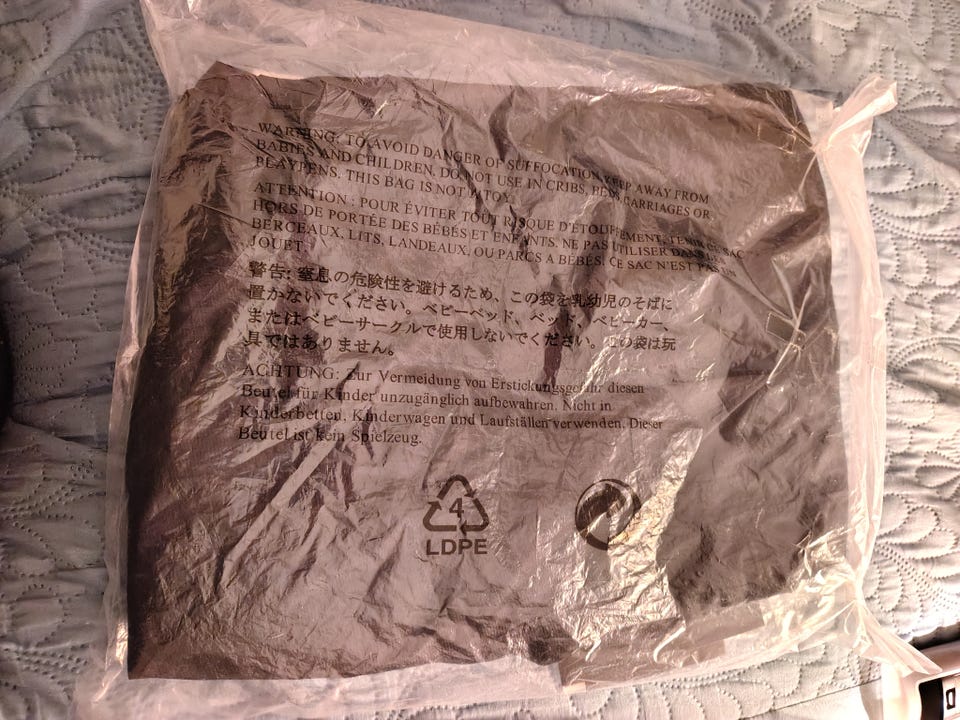 WARNING: TO AVOID DANGER OF SUFFOCATION KEEP AWAY FROM
BABIES AND CHILDREN. DO NOT USE IN CRIBS, BEDS, CARRIAGES OR
PLAYPENS. THIS BAG IS NOT A TOY.
ATTENTION : POUR ÉVITER TOUT RISQUE D'ÉTOUFFEMENT, TENIR CE SAC
HORS DE PORTÉE DES BÉBÉS ET ENFANTS. NE PAS UTILISER DANS LES
BERCEAUX, LITS, LANDEAUX, OU PARCS A BÉBÉS. CE SAC N'EST PAS UN
JOUET.
警告: 窒息の危険性を避けるため、この袋を乳幼児のそばに
置かないでください。ベビーベッド、ベッド、ベビーカー、
またはベビーサークルで使用しないでください。この袋は玩
具ではありません。
ACHTUNG: Zur Vermeidung von Erstickungsgefahr diesen
Beutel für Kinder unzugänglich aufbewahren. Nicht in
Kinderbetten, Kinderwagen und Laufställen verwenden. Dieser
Beutel ist kein Spielzeug.
4
LDPE